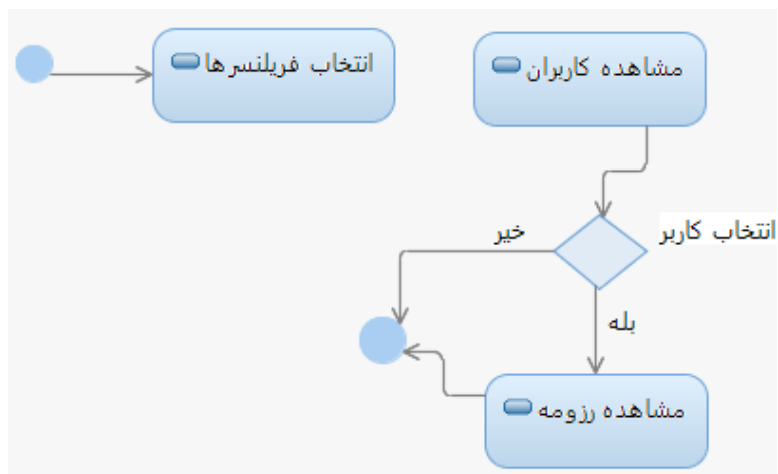 انتخاب فریلنسرها
مشاهده کاربران
انتخاب کاربر
خیر
بله
مشاهده رزومه